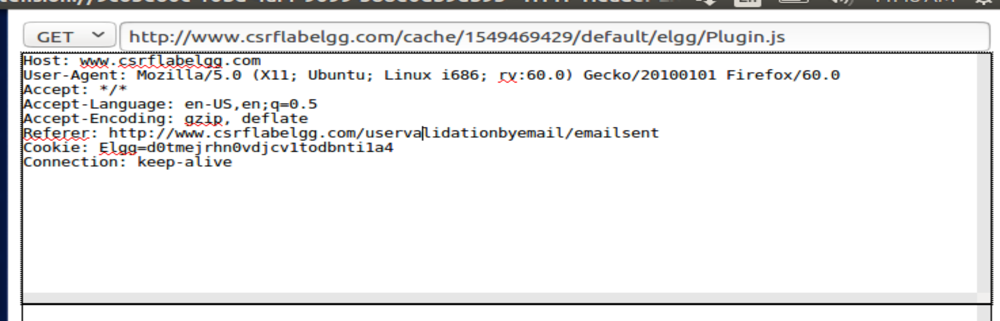 GET http://www.csrflabelgg.com/cache/1549469429/default/elgg/Plugin.js
Host: www.csrflabelgg.com
User-Agent: Mozilla/5.0 (X11; Ubuntu; Linux i686; rv:60.0) Gecko/20100101 Firefox/60.0
Accept: */*
Accept-Language: en-US,en;q=0.5
Accept-Encoding: gzip, deflate
Referer: http://www.csrflabelgg.com/uservalidationbyemail/emailsent
Cookie: Elgg=d0tmejrhn0vdjcv1todbnti1a4
Connection: keep-alive